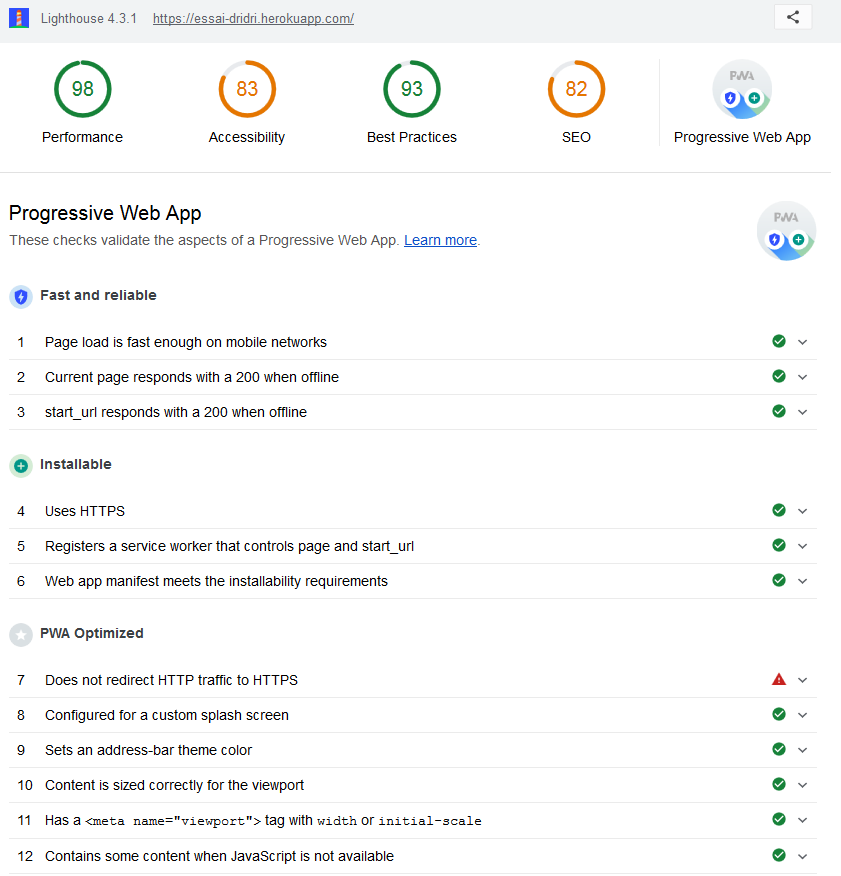 Lighthouse 4.3.1 https://essai-dridri.herokuapp.com/
98 83 93 82 PWA
Performance Accessibility Best Practices SEO Progressive Web App
Progressive Web App
PWA
These checks validate the aspects of a Progressive Web App. Learn more.
Fast and reliable
1 Page load is fast enough on mobile networks
2 Current page responds with a 200 when offline
3 start_url responds with a 200 when offline
Installable
4 Uses HTTPS
5 Registers a service worker that controls page and start_url
6 Web app manifest meets the installability requirements
PWA Optimized
7 Does not redirect HTTP traffic to HTTPS
8 Configured for a custom splash screen
9 Sets an address-bar theme color
10 Content is sized correctly for the viewport
11 Has a <meta name="viewport"> tag with width or initial-scale
12 Contains some content when JavaScript is not available